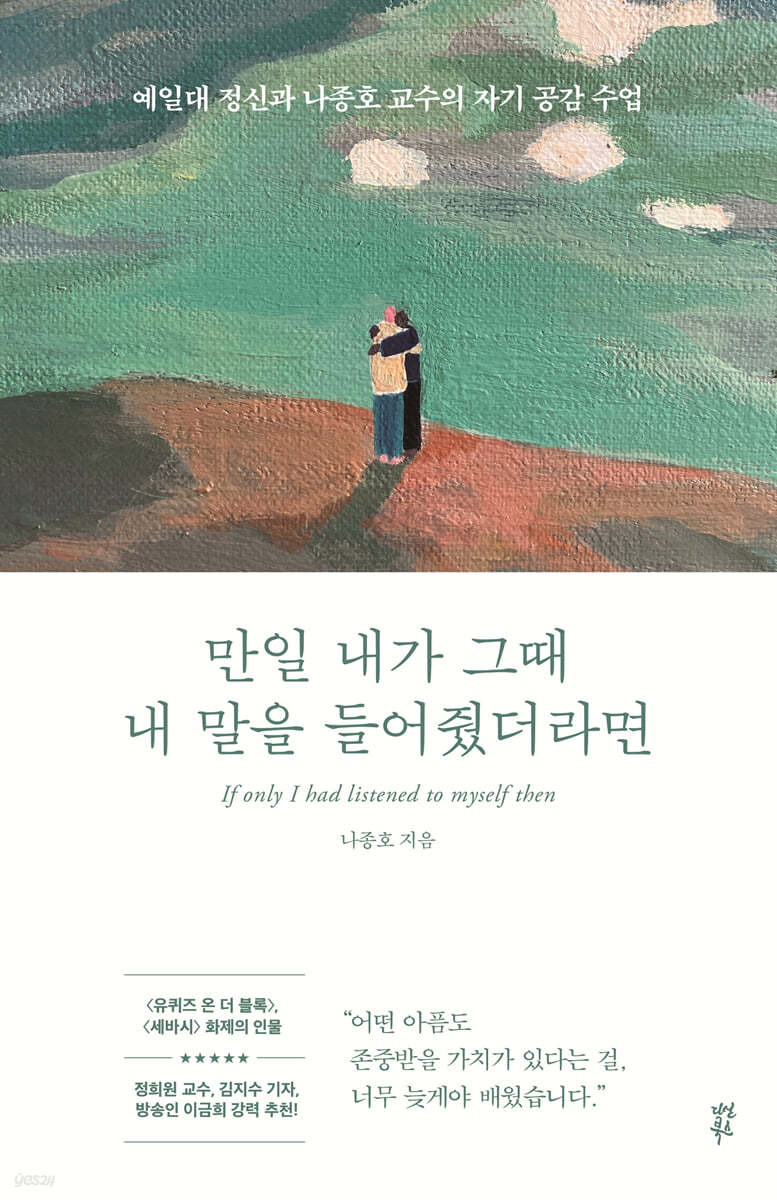 예일대 정신과 나종호 교수의 자기 공감 수업
만일 내가 그때
내 말을 들어줬더라면
If only I had listened to myself then
나종호 지음
〈유퀴즈 온 더 블록〉,
〈세바시〉 화제의 인물
★★★★★
정희원 교수, 김지수 기자,
방송인 이금희 강력 추천!
“어떤 아픔도
존중받을 가치가 있다는 걸,
너무 늦게야 배웠습니다.”
다산
북스
yes24